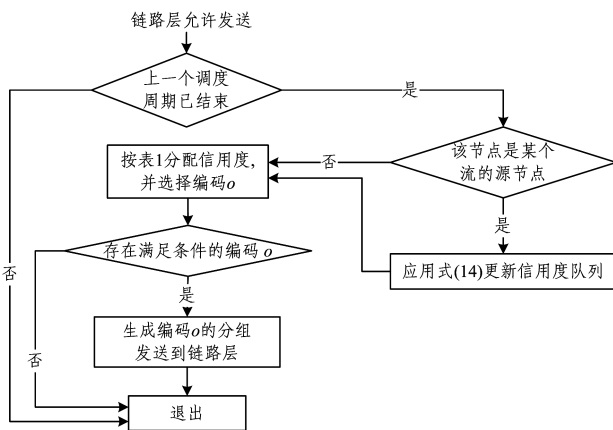 链路层允许发送
上一个调度
周期已结束
是
该节点是某个
流的源节点
否
是
按表1分配信用度,
并选择编码o
应用式(14)更新信用度队列
存在满足条件的编码 o
否
是
否
生成编码o的分组
发送到链路层
退出